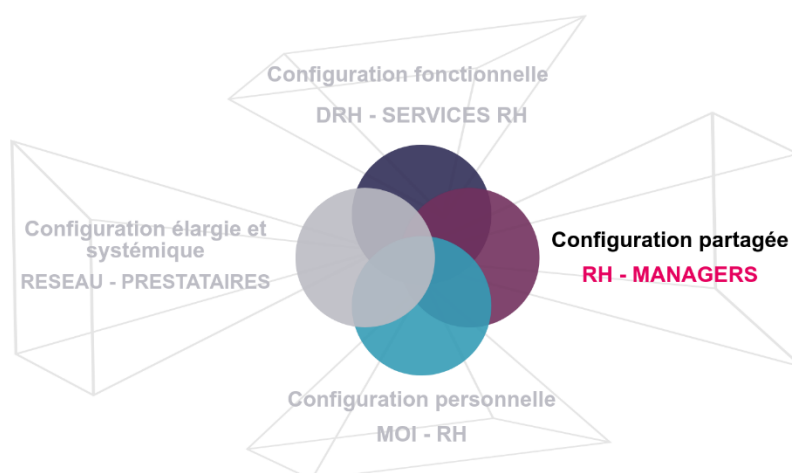 Configuration fonctionnelle
DRH - SERVICES RH
Configuration élargie et
systémique
RESEAU - PRESTATAIRES
Configuration partagée
RH - MANAGERS
Configuration personnelle
MOI - RH